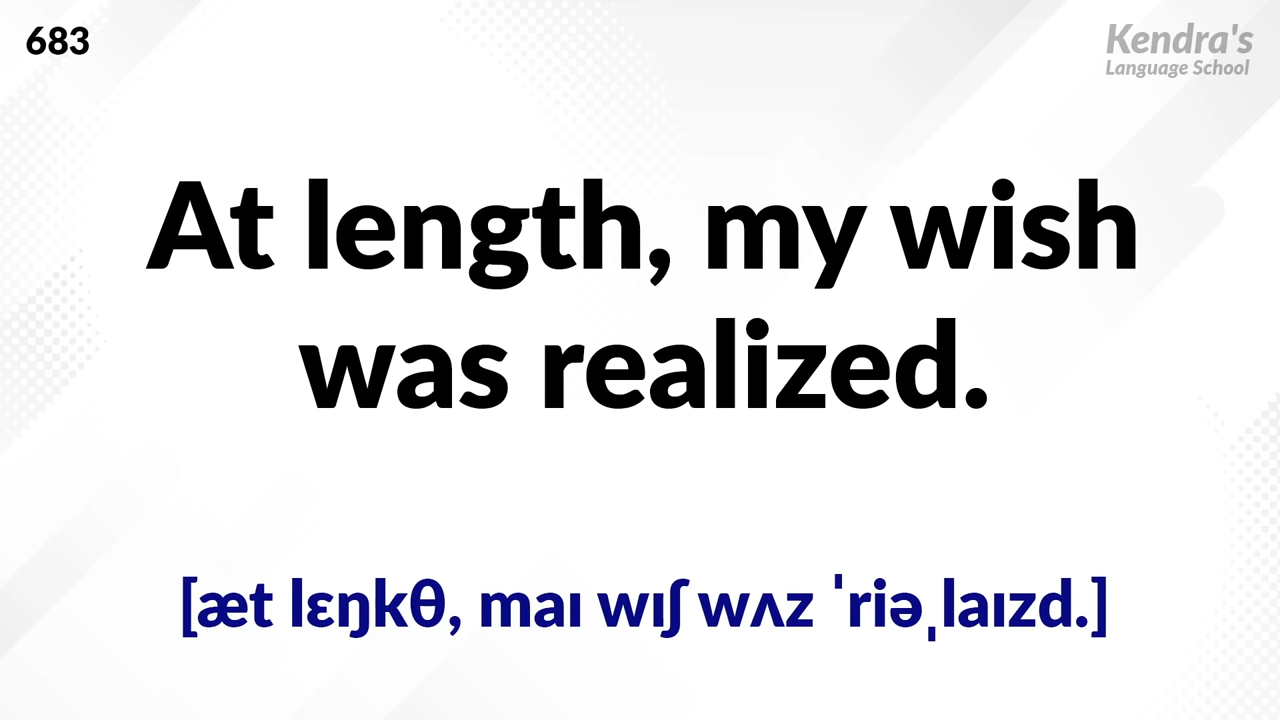 683
Kendra's
Language School
At length, my wish
was realized.
[æt lɛŋkθ, maɪ wɪʃ wʌz ˈriəˌlaɪzd.]